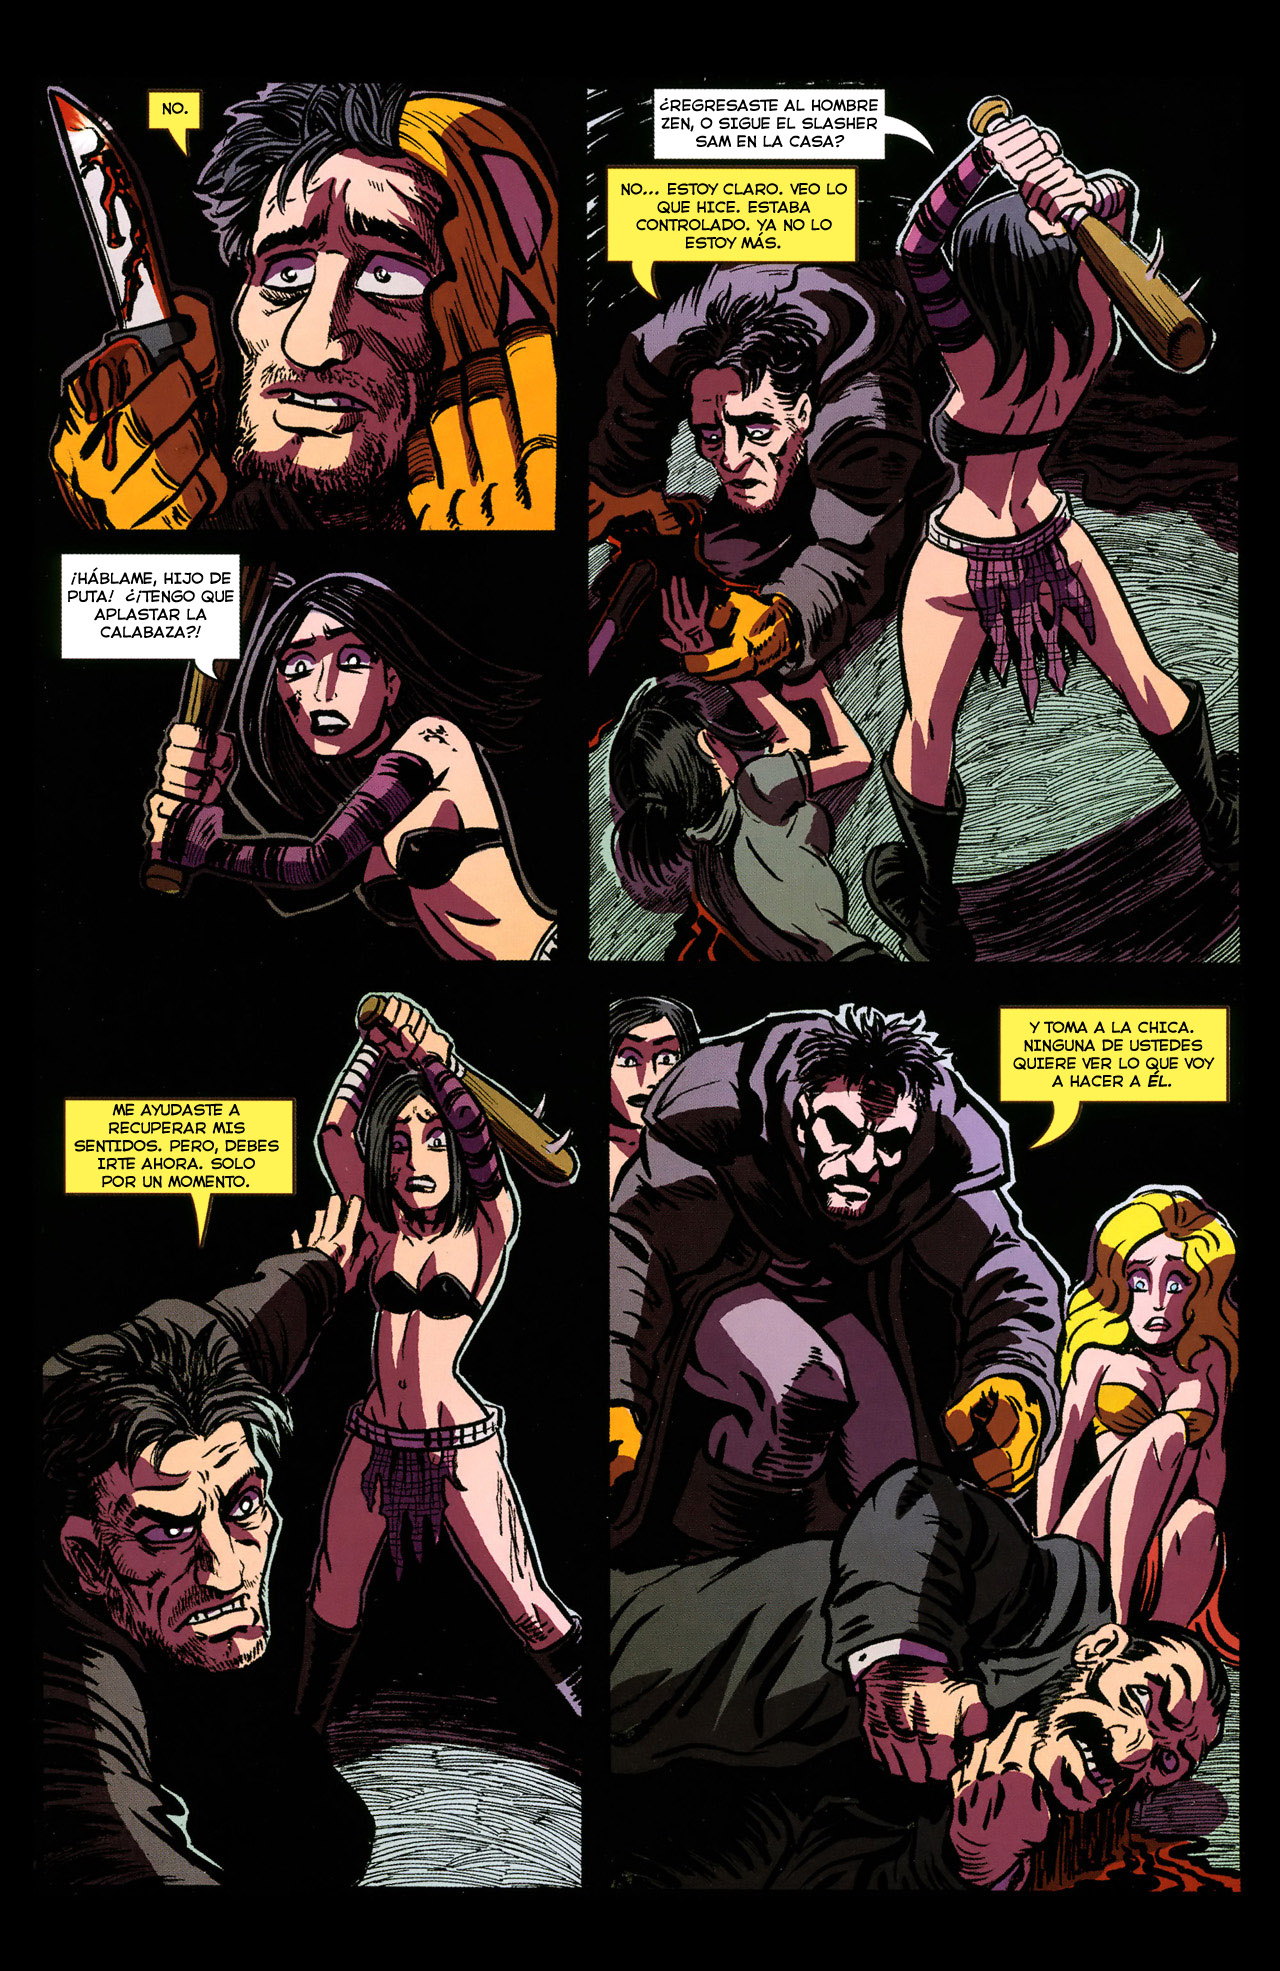 NO.
¡HÁBLAME, HIJO DE
PUTA! ¿¡TENGO QUE
APLASTAR LA
CALABAZA?!
¿REGRESASTE AL HOMBRE
ZEN, O SIGUE EL SLASHER
SAM EN LA CASA?
NO... ESTOY CLARO. VEO LO
QUE HICE. ESTABA
CONTROLADO. YA NO LO
ESTOY MÁS.
ME AYUDASTE A
RECUPERAR MIS
SENTIDOS. PERO, DEBES
IRTE AHORA. SOLO
POR UN MOMENTO.
Y TOMA A LA CHICA.
NINGUNA DE USTEDES
QUIERE VER LO QUE VOY
A HACER A ÉL.